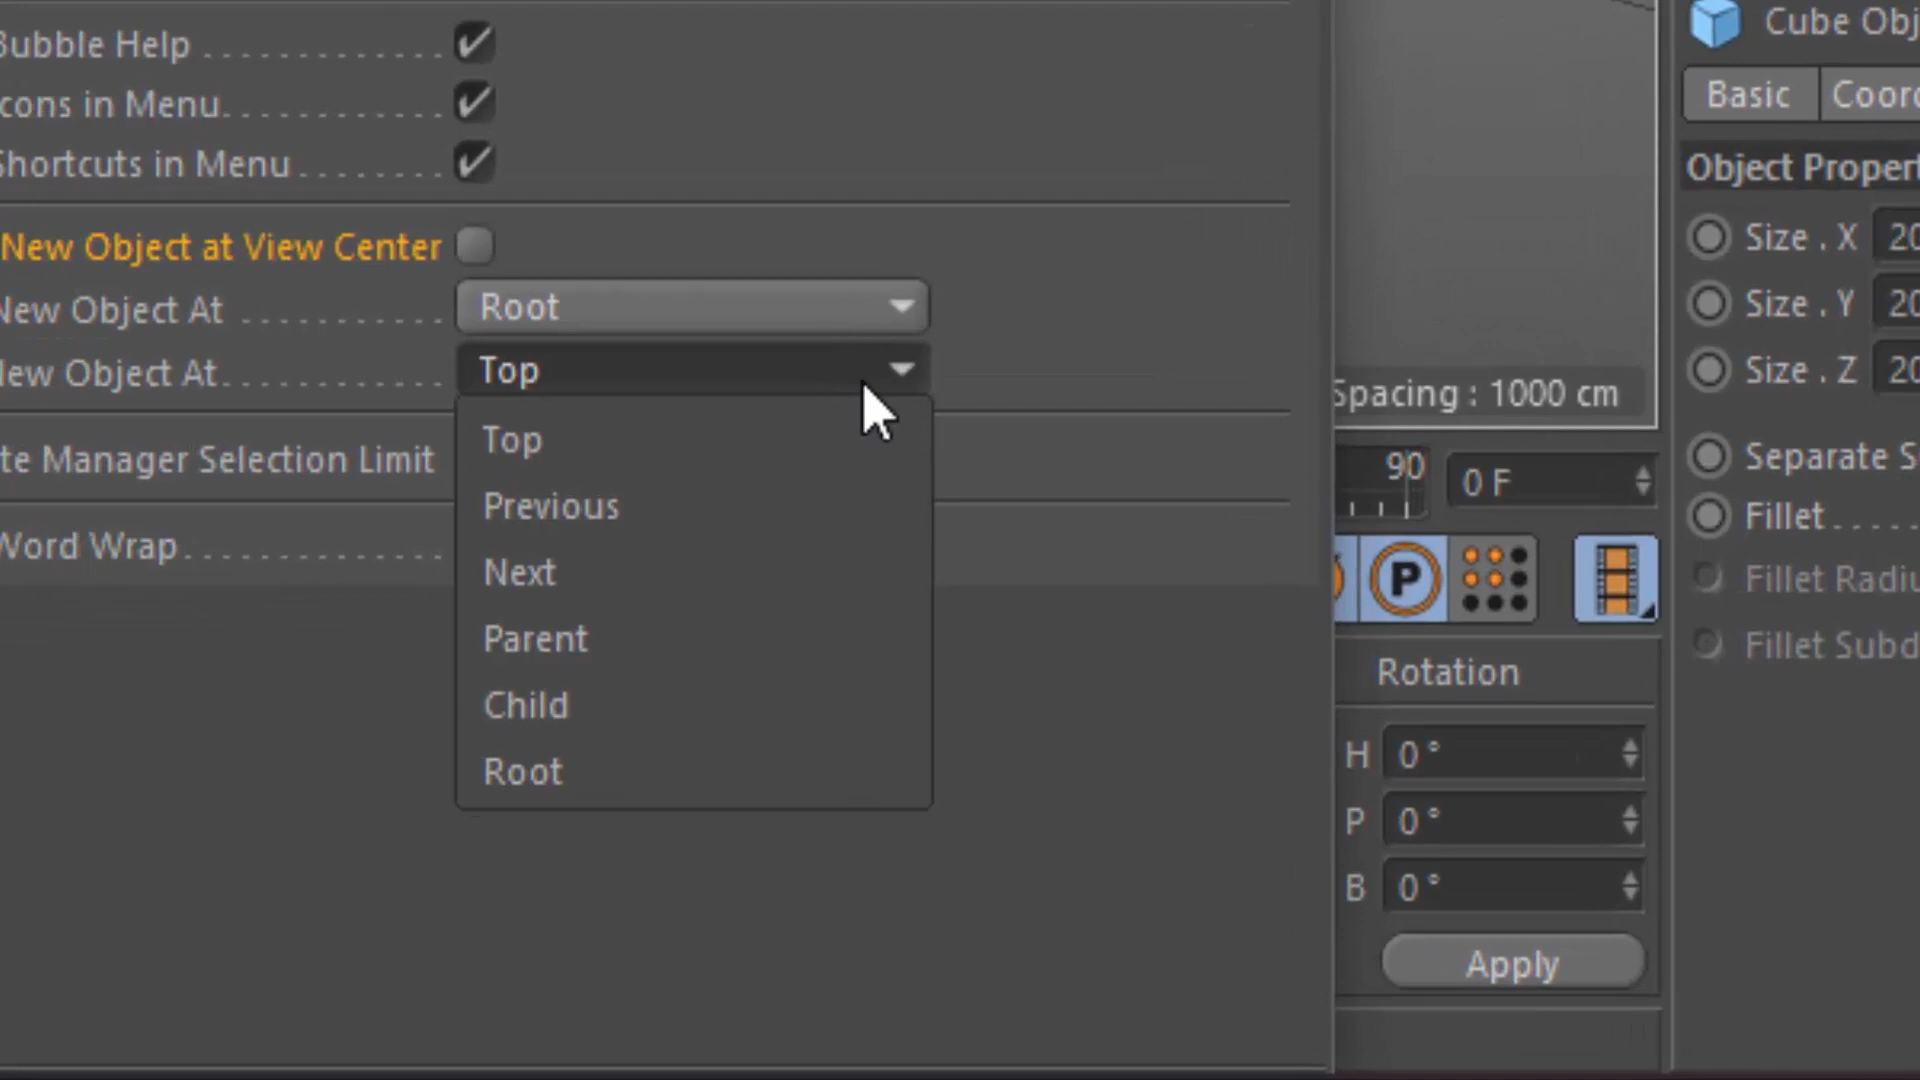 Bubble Help
Icons in Menu
Shortcuts in Menu
New Object at View Center
New Object At Root
New Object At Top
Top
Previous
Next
Parent
Child
Root
te Manager Selection Limit
Word Wrap
Spacing : 1000 cm
90 0 F
P
Rotation
H 0 °
P 0 °
B 0 °
Apply
Cube Obj
Basic Coord
Object Propert
Size . X 20
Size . Y 20
Size . Z 20
Separate S
Fillet
Fillet Radiu
Fillet Subd